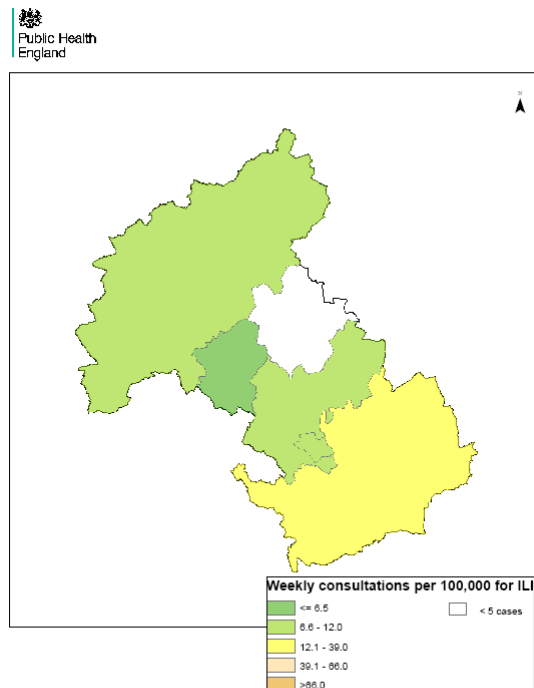 Public Health
England
N
Weekly consultations per 100,000 for ILI
<= 6.5
6.6 - 12.0
12.1 - 39.0
39.1 - 66.0
>66.0
< 5 cases